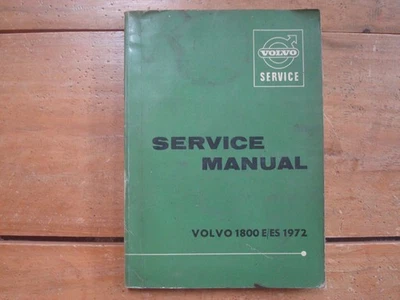 VOLVO
SERVICE
SERVICE
MANUAL
VOLVO 1800 E/ES 1972